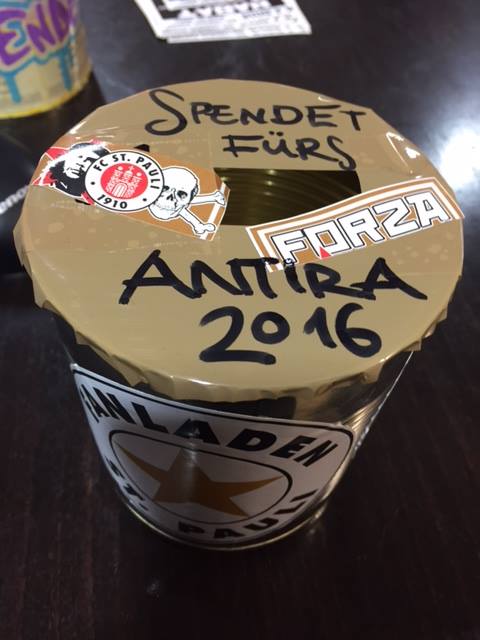 SPENDET
FÜRS
FC ST. PAULI
1910
FORZA
ANTIRA
2016
FANLADEN
ST. PAULI